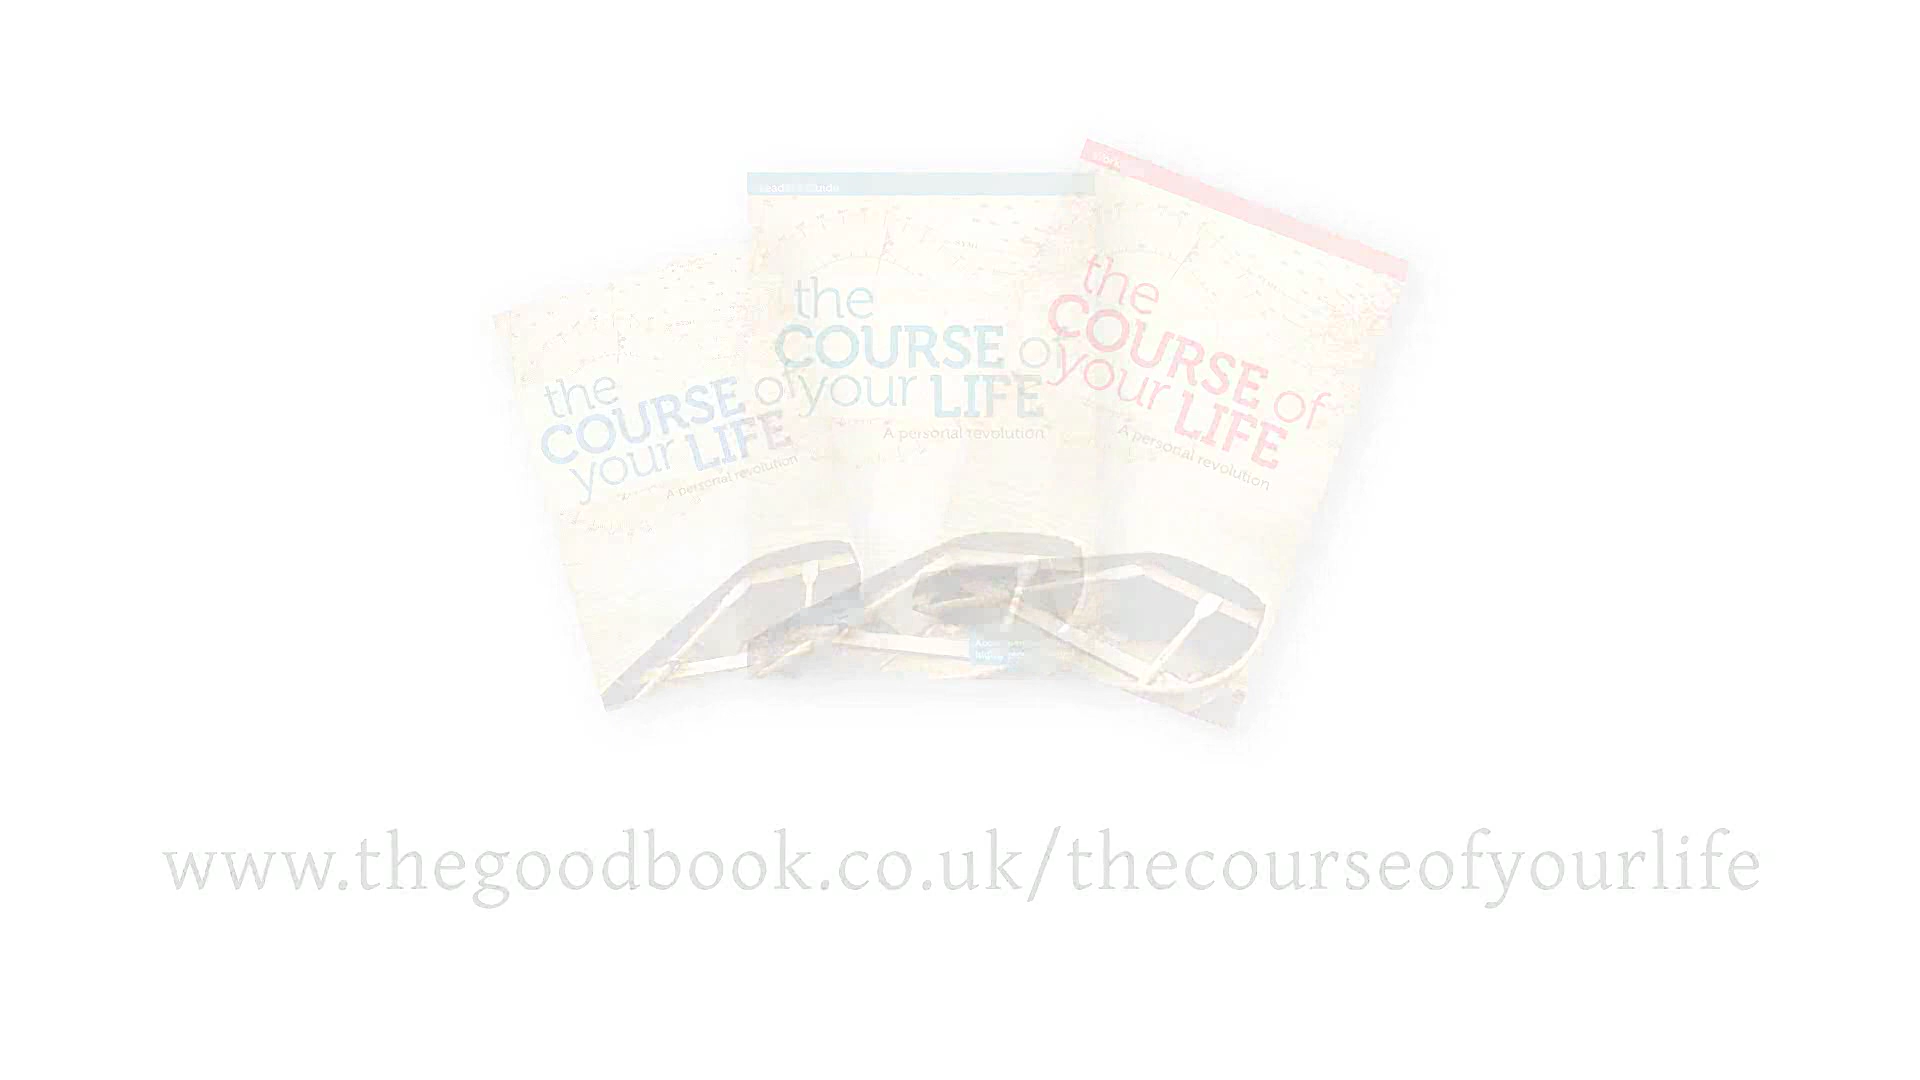 Leader's Guide
the
COURSE of
your LIFE
A personal revolution
the
COURSE of
your LIFE
A personal revolution
the
COURSE of
your LIFE
A personal revolution
www.thegoodbook.co.uk/thecourseofyourlife